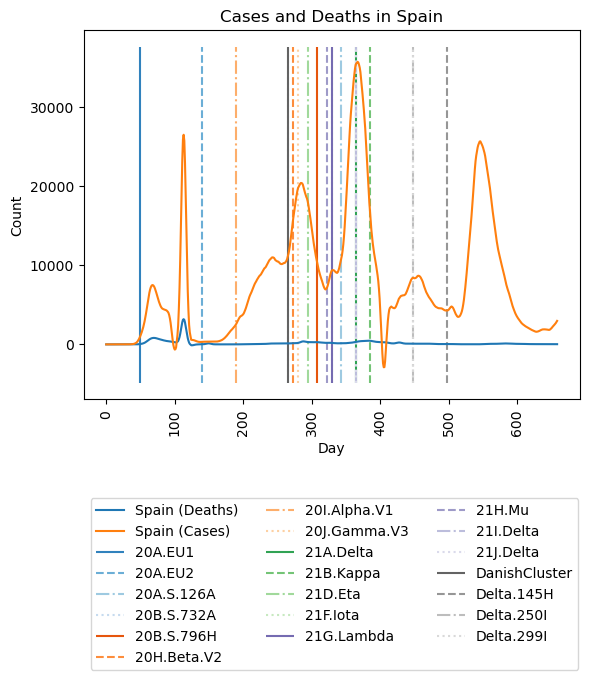 Cases and Deaths in Spain
Count
30000
20000
10000
0
0
100
200
300
400
500
600
Day
Spain (Deaths)
Spain (Cases)
20A.EU1
20A.EU2
20A.S.126A
20B.S.732A
20B.S.796H
20H.Beta.V2
20I.Alpha.V1
20J.Gamma.V3
21A.Delta
21B.Kappa
21D.Eta
21F.Iota
21G.Lambda
21H.Mu
21I.Delta
21J.Delta
DanishCluster
Delta.145H
Delta.250I
Delta.299I